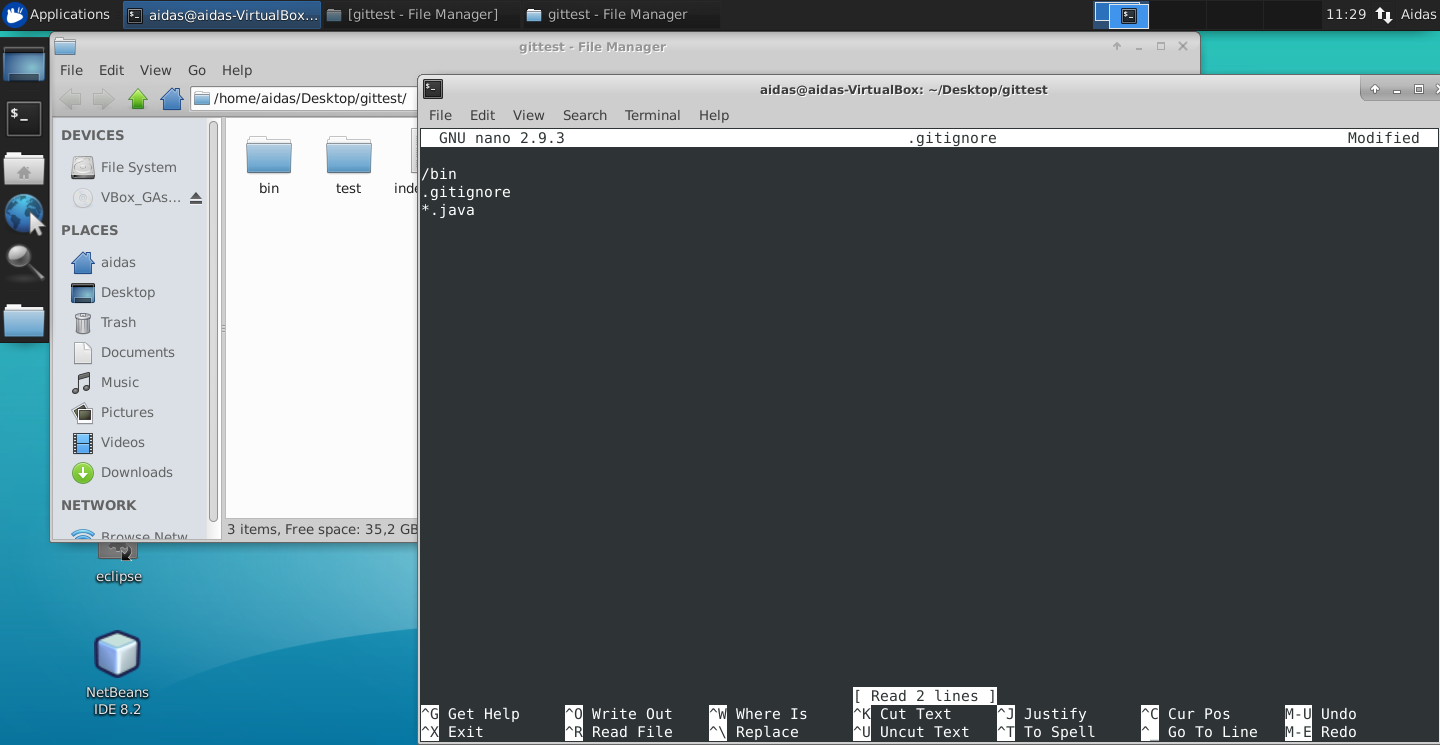 Applications
aidas@aidas-VirtualBox...
[gittest - File Manager]
gittest - File Manager
11:29
Aidas
gittest - File Manager
File Edit View Go Help
/home/aidas/Desktop/gittest/
DEVICES
File System
VBox_GAs...
PLACES
aidas
Desktop
Trash
Documents
Music
Pictures
Videos
Downloads
NETWORK
Browse Netw
bin
test
inde
3 items, Free space: 35,2 GB
eclipse
NetBeans
IDE 8.2
aidas@aidas-VirtualBox: ~/Desktop/gittest
File Edit View Search Terminal Help
GNU nano 2.9.3 .gitignore Modified
/bin
.gitignore
*.java
[ Read 2 lines ]
^G Get Help ^O Write Out ^W Where Is ^K Cut Text ^J Justify ^C Cur Pos M-U Undo
^X Exit ^R Read File ^\ Replace ^U Uncut Text ^T To Spell ^_ Go To Line M-E Redo